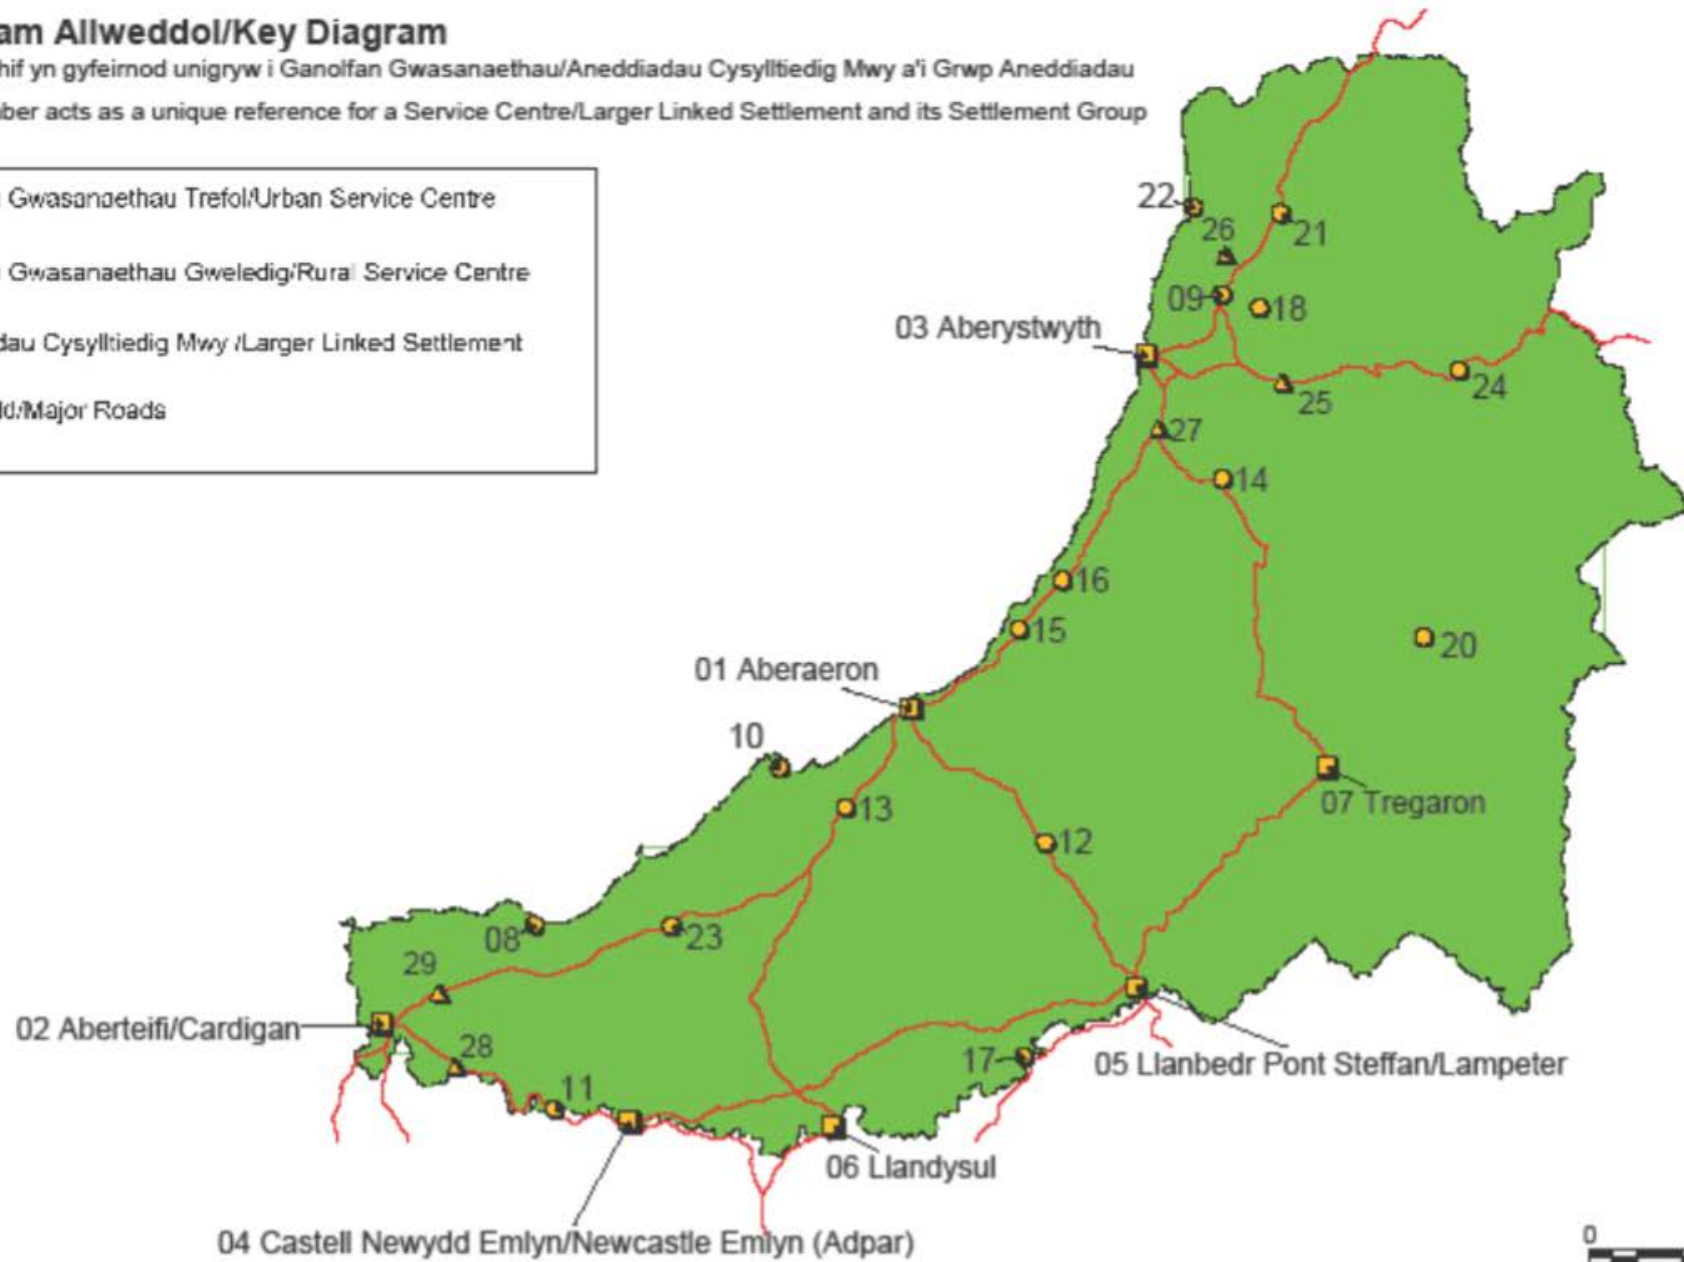 am Allweddol/Key Diagram
hif yn gyfeirnod unigryw i Ganolfan Gwasanaethau/Aneddiadau Cysylltiedig Mwy a'i Grwp Aneddiadau
ber acts as a unique reference for a Service Centre/Larger Linked Settlement and its Settlement Group
Gwasanaethau Trefol/Urban Service Centre
Gwasanaethau Gweledig/Rural Service Centre
dau Cysylltiedig Mwy /Larger Linked Settlement
/Major Roads
22
26
21
09
18
03 Aberystwyth
24
25
27
14
16
15
20
01 Aberaeron
10
13
07 Tregaron
12
08
23
29
02 Aberteifi/Cardigan
28
17
05 Llanbedr Pont Steffan/Lampeter
11
06 Llandysul
04 Castell Newydd Emlyn/Newcastle Emlyn (Adpar)
0